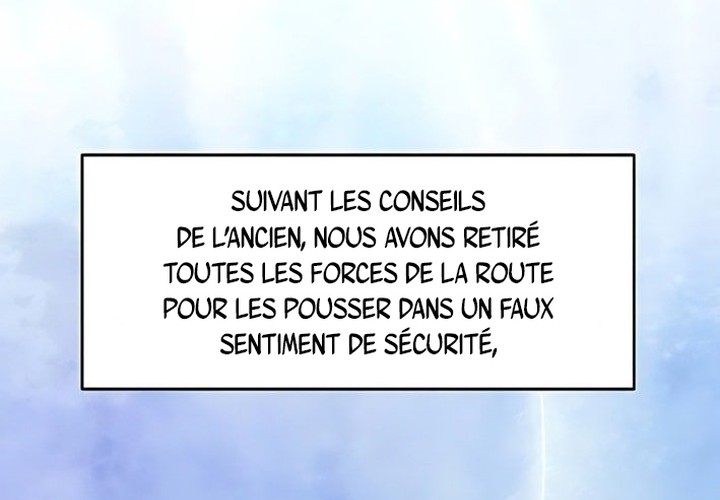 SUIVANT LES CONSEILS
DE L'ANCIEN, NOUS AVONS RETIRÉ
TOUTES LES FORCES DE LA ROUTE
POUR LES POUSSER DANS UN FAUX
SENTIMENT DE SÉCURITÉ,